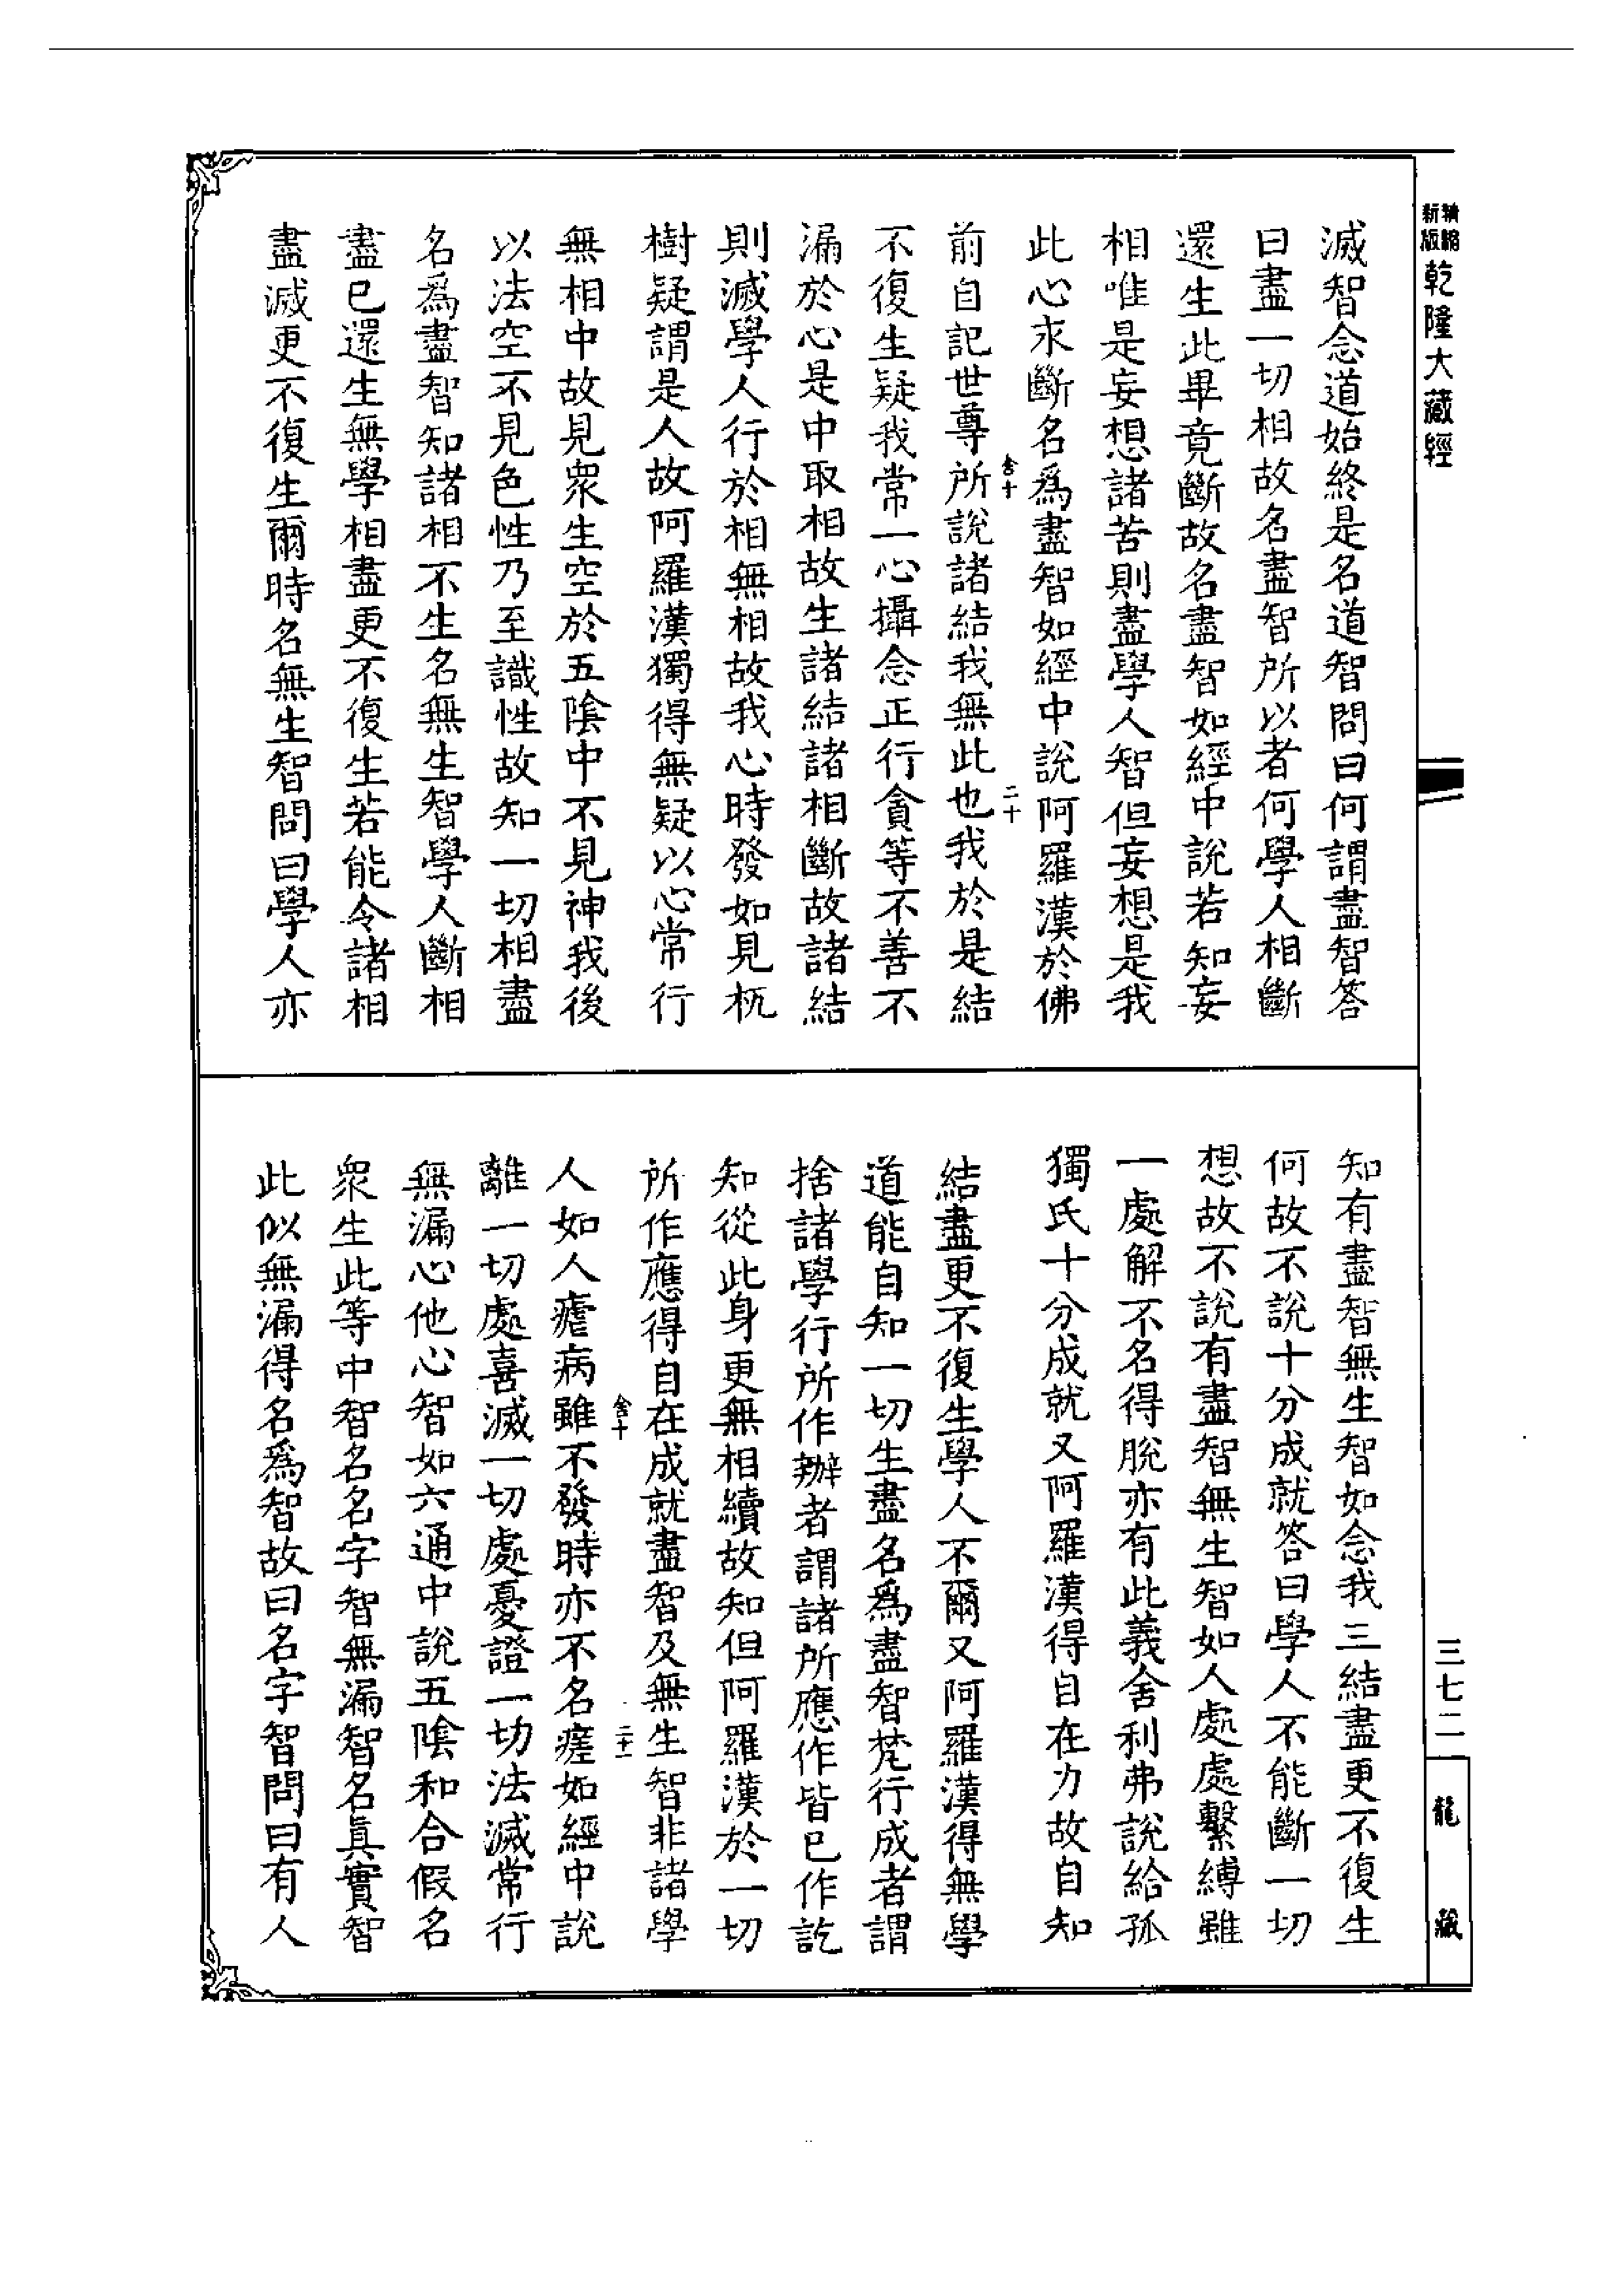 新版精縮乾隆大藏經
滅智念道始終是名道智問曰何謂盡智答
曰盡一切相故名盡智所以者何學人相斷
還生此畢竟斷故名盡智如經中說若知妄
相唯是妄想諸苦則盡學人智但妄想是我
此心求斷名爲盡智如經中說阿羅漢於佛
前自記世尊所說諸結我無此也我於是結
舍十
二十
不復生疑我常一心攝念正行貪等不善不
漏於心是中取相故生諸結諸相斷故諸結
則滅學人行於相無相故我心時發如見杌
樹疑謂是人故阿羅漢獨得無疑以心常行
無相中故見衆生空於五陰中不見神我後
以法空不見色性乃至識性故知一切相盡
名爲盡智知諸相不生名無生智學人斷相
盡已還生無學相盡更不復生若能令諸相
盡滅更不復生爾時名無生智問曰學人亦
知有盡智無生智如念我三結盡更不復生
何故不說十分成就答曰學人不能斷一切
想故不說有盡智無生智如人處處繫縛雖
一處解不名得脫亦有此義舍利弗說給孤
獨氏十分成就又阿羅漢得自在力故自知
結盡更不復生學人不爾又阿羅漢得無學
道能自知一切生盡名爲盡智梵行成者謂
捨諸學行所作辦者謂諸所應作皆已作訖
知從此身更無相續故知但阿羅漢於一切
所作應得自在成就盡智及無生智非諸學
舍十
二十一
人如人瘧病雖不發時亦不名瘥如經中說
離一切處喜滅一切處憂證一切法滅常行
無漏心他心智如六通中說五陰和合假名
衆生此等中智名名字智無漏智名眞實智
此似無漏得名爲智故曰名字智問曰有人
三七二
龍藏